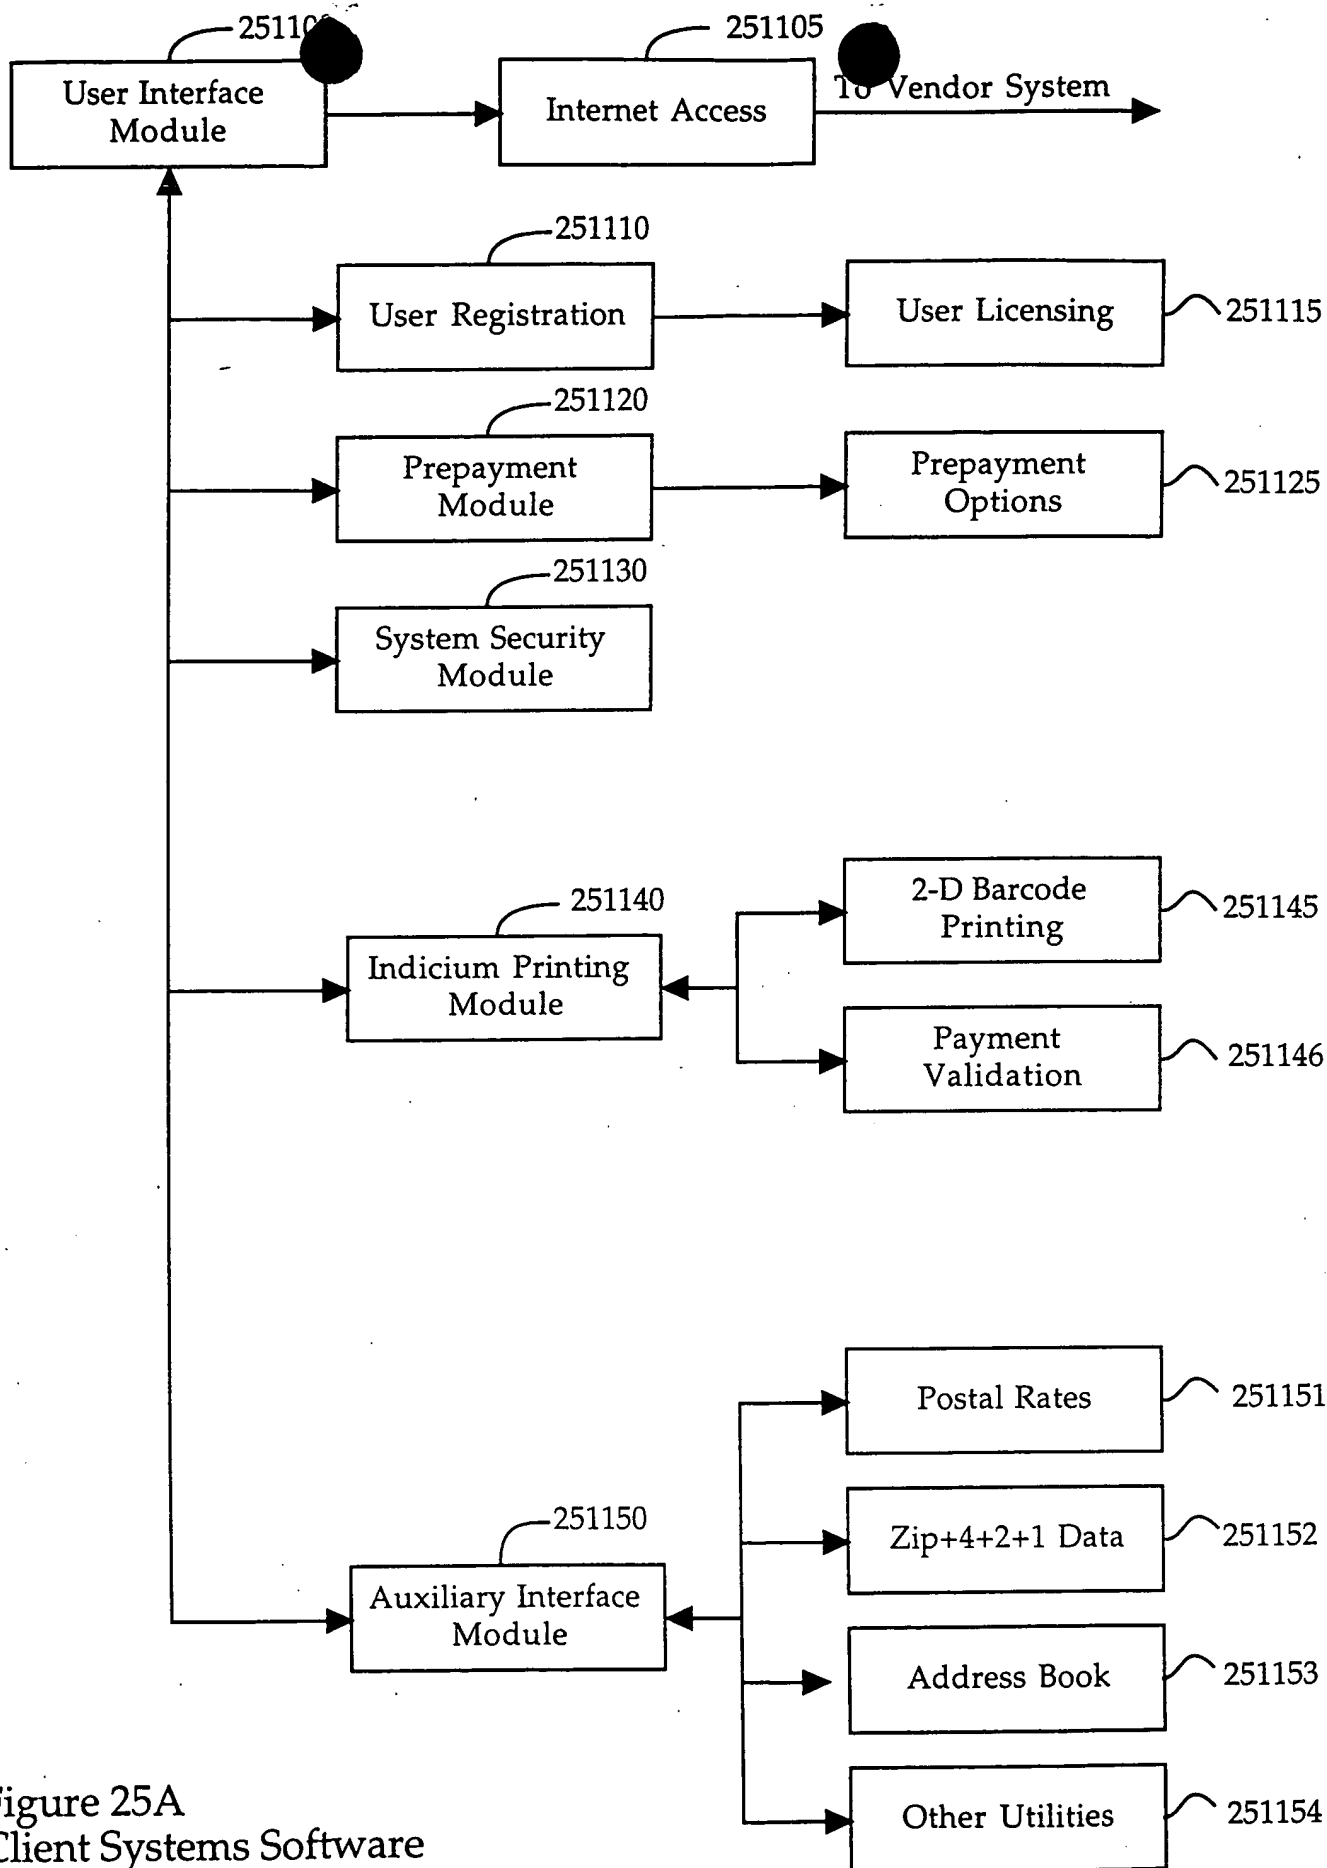 251105
User Interface
Module
Internet Access
To Vendor System
251110
User Registration
User Licensing
251115
251120
Prepayment
Module
Prepayment
Options
251125
251130
System Security
Module
251140
Indicium Printing
Module
2-D Barcode
Printing
251145
Payment
Validation
251146
Postal Rates
251151
251150
Auxiliary Interface
Module
Zip+4+2+1 Data
251152
Address Book
251153
Other Utilities
251154
igure 25A
Client Systems Software